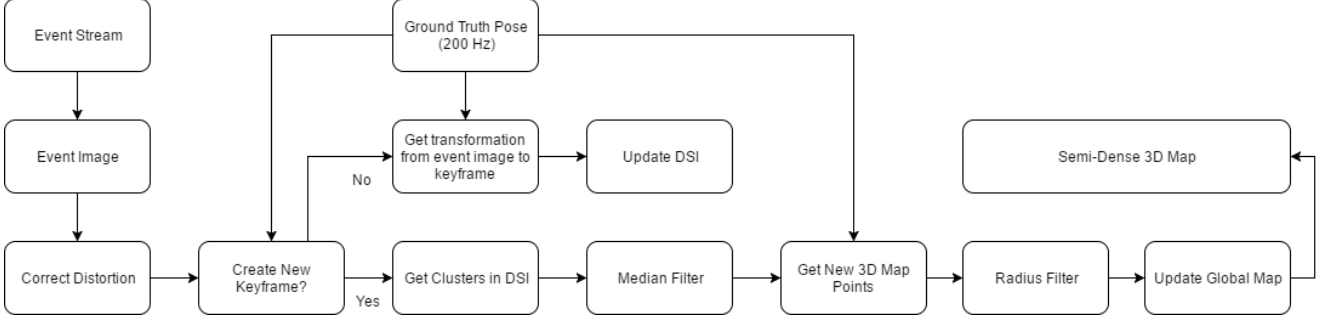 Event Stream
Ground Truth Pose
(200 Hz)
Event Image
Get transformation
from event image to
keyframe
Update DSI
Semi-Dense 3D Map
No
Correct Distortion
Create New
Keyframe?
Yes
Get Clusters in DSI
Median Filter
Get New 3D Map
Points
Radius Filter
Update Global Map